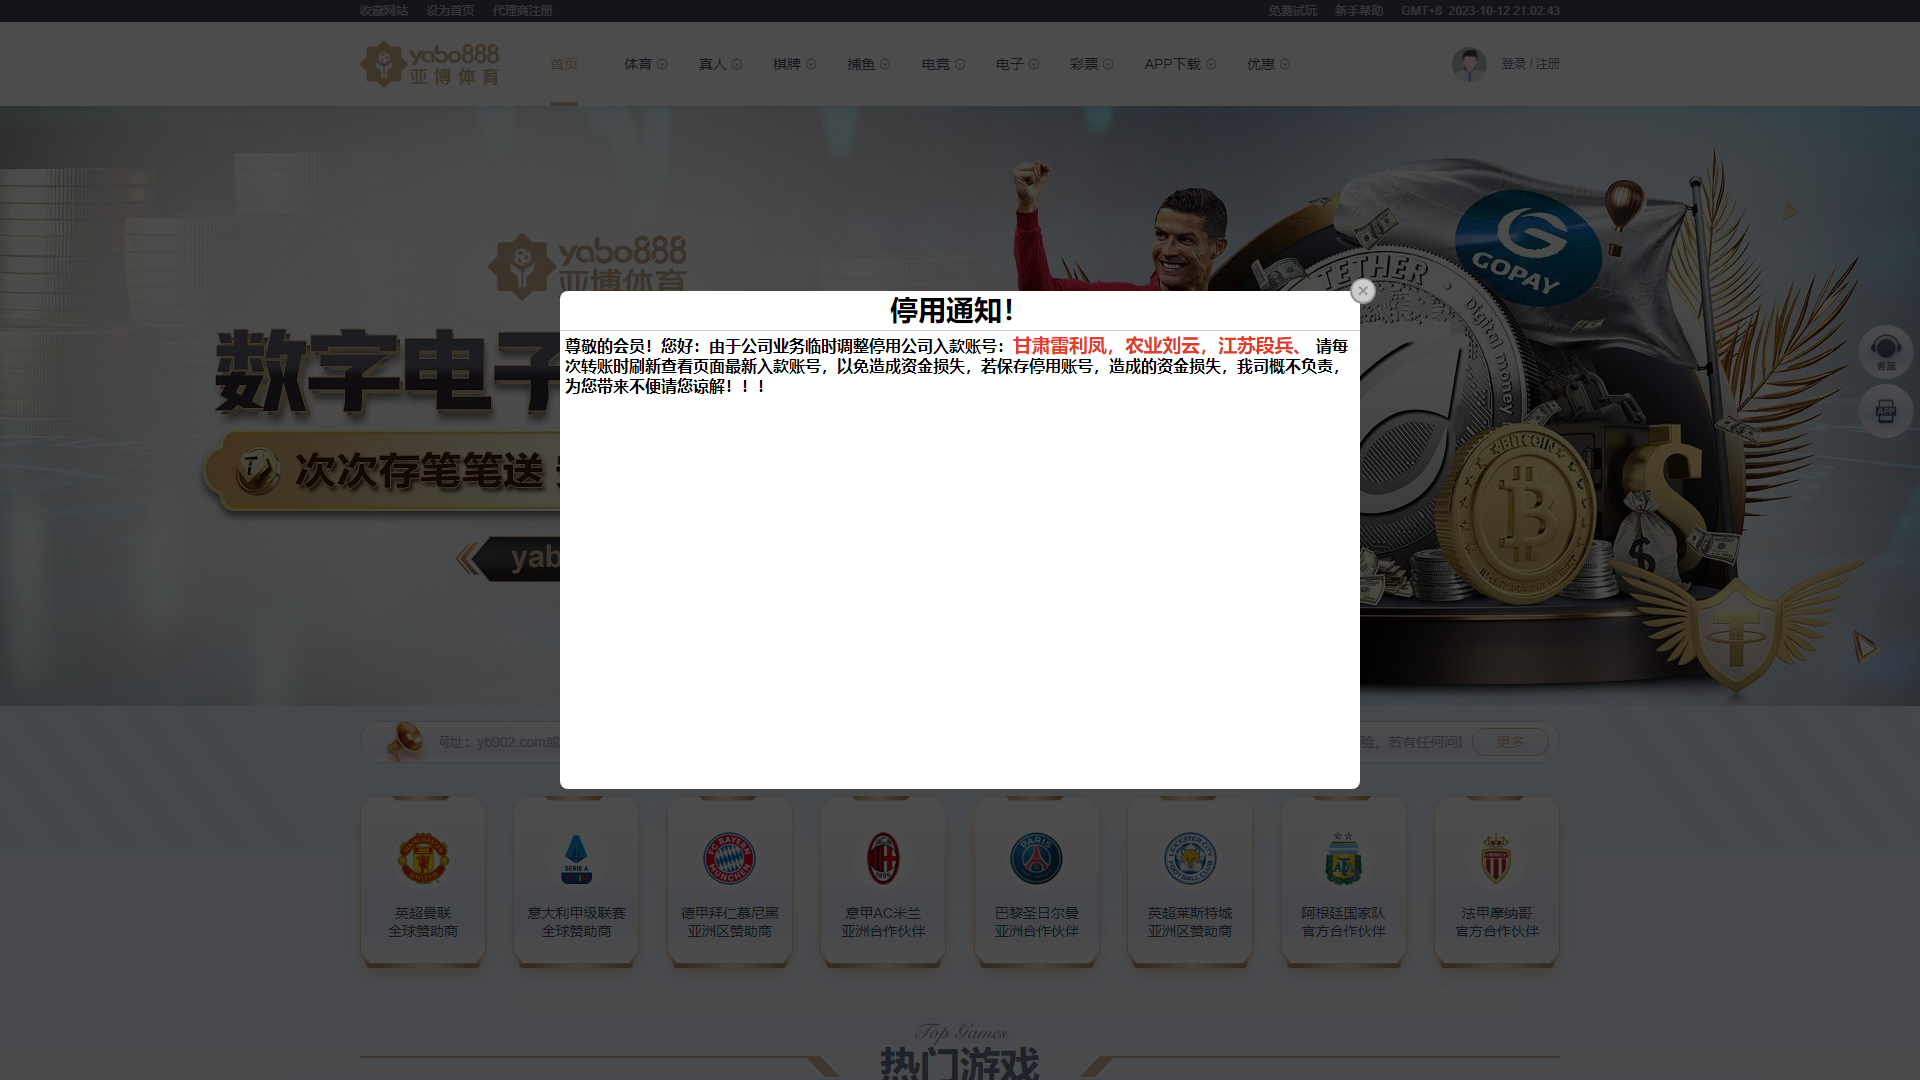 收藏网站 设为首页 代理商注册 免费试玩 新手帮助 GMT+8 2023-10-12 21:02:43
yabo888
亚博体育
首页 体育 真人 棋牌 捕鱼 电竞 电子 彩票 APP下载 优惠 登录 / 注册
GOPAY
TETHER
Digital money
yabo888
亚博体育
停用通知!
尊敬的会员！您好：由于公司业务临时调整停用公司入款账号：甘肃雷利凤，农业刘云，江苏段兵、 请每
次转账时刷新查看页面最新入款账号，以免造成资金损失，若保存停用账号，造成的资金损失，我司概不负责，
为您带来不便请您谅解！！！
数字电子
客服
APP
次次存笔笔送
BITCOIN
yab
网址：yb902.com或
验，若有任何问题
更多
MANCHESTER UNITED
SERIE A
FC BAYERN MÜNCHEN
ACM 1899
PARIS
LEICESTER CITY FOOTBALL CLUB
AFA
英超曼联 意大利甲级联赛 德甲拜仁慕尼黑 意甲AC米兰 巴黎圣日尔曼 英超莱斯特城 阿根廷国家队 法甲摩纳哥
全球赞助商 全球赞助商 亚洲区赞助商 亚洲合作伙伴 亚洲合作伙伴 亚洲区赞助商 官方合作伙伴 官方合作伙伴
Top Games
热门游戏